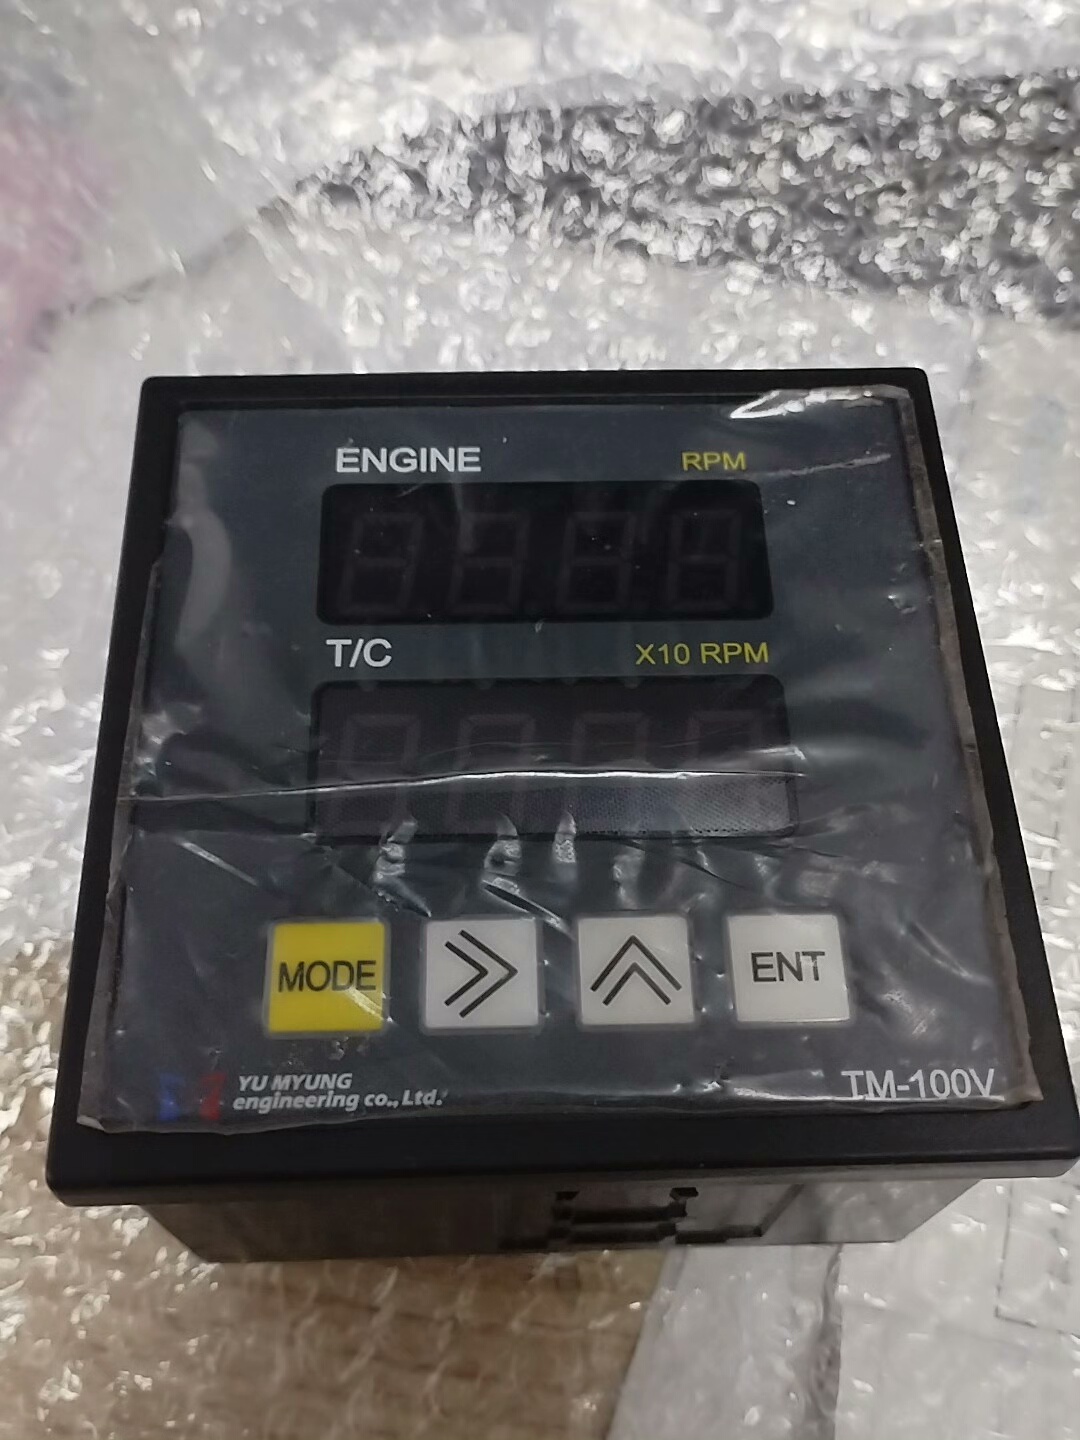 ENGINE RPM
T/C X10 RPM
MODE ENT
YU MYUNG
engineering co., Ltd.
TM-100V